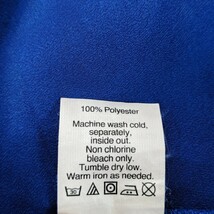 100% Polyester
Machine wash cold,
separately,
inside out.
Non chlorine
bleach only.
Tumble dry low.
Warm iron as needed.